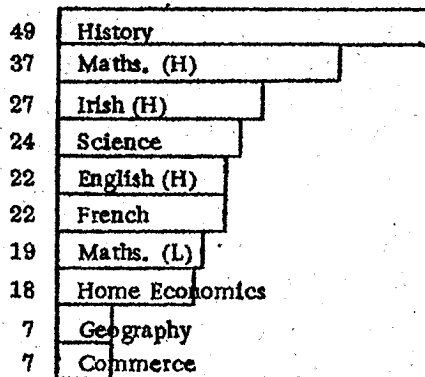 49 History
37 Maths. (H)
27 Irish (H)
24 Science
22 English (H)
22 French
19 Maths. (L)
18 Home Economics
7 Geography
7 Commerce